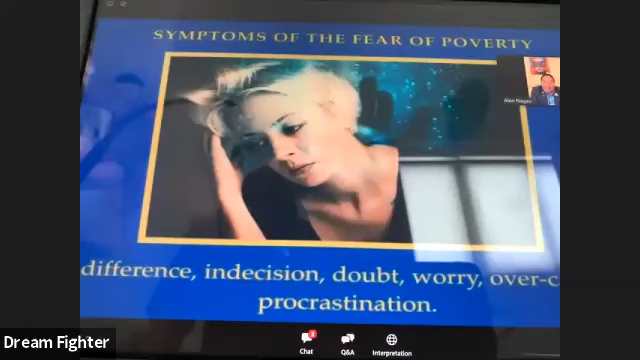 SYMPTOMS OF THE FEAR OF POVERTY
difference, indecision, doubt, worry, over-c
procrastination.
Dream Fighter
Chat
Q&A
Interpretation